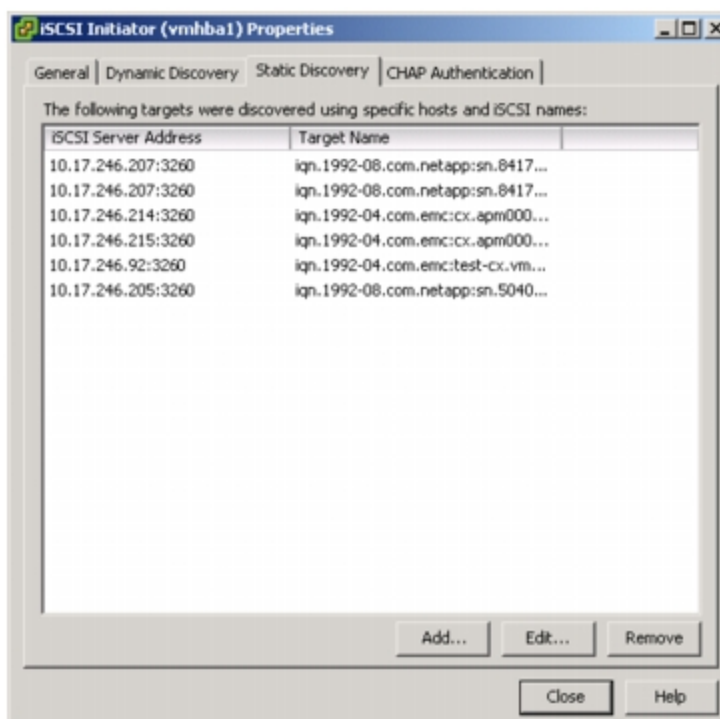 iSCSI Initiator (vmhba1) Properties
General Dynamic Discovery Static Discovery CHAP Authentication
The following targets were discovered using specific hosts and iSCSI names:
iSCSI Server Address Target Name
10.17.246.207:3260 iqn.1992-08.com.netapp:sn.8417...
10.17.246.207:3260 iqn.1992-08.com.netapp:sn.8417...
10.17.246.214:3260 iqn.1992-04.com.emc:cx.apm000...
10.17.246.215:3260 iqn.1992-04.com.emc:cx.apm000...
10.17.246.92:3260 iqn.1992-04.com.emc:test-cx.vm...
10.17.246.205:3260 iqn.1992-08.com.netapp:sn.5040...
Add... Edit... Remove
Close Help